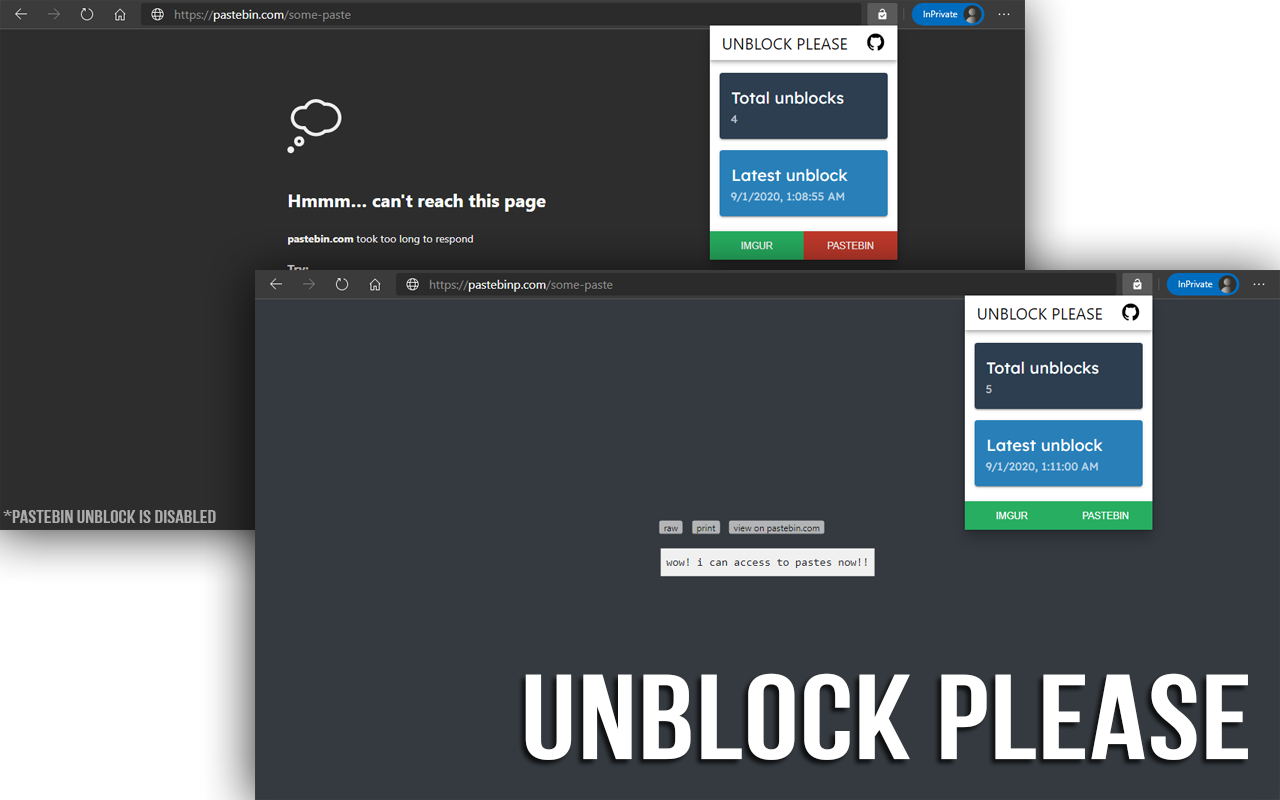 https://pastebin.com/some-paste
InPrivate
UNBLOCK PLEASE
Total unblocks
4
Latest unblock
9/1/2020, 1:08:55 AM
IMGUR PASTEBIN
Hmmm... can't reach this page
pastebin.com took too long to respond
Try:
*PASTEBIN UNBLOCK IS DISABLED
https://pastebinp.com/some-paste
InPrivate
UNBLOCK PLEASE
Total unblocks
5
Latest unblock
9/1/2020, 1:11:00 AM
IMGUR PASTEBIN
raw print view on pastebin.com
wow! i can access to pastes now!!
UNBLOCK PLEASE